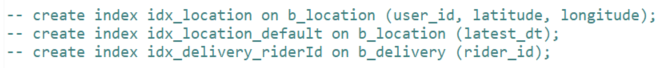 -- create index idx_location on b_location (user_id, latitude, longitude);
-- create index idx_location_default on b_location (latest_dt);
-- create index idx_delivery_riderId on b_delivery (rider_id);